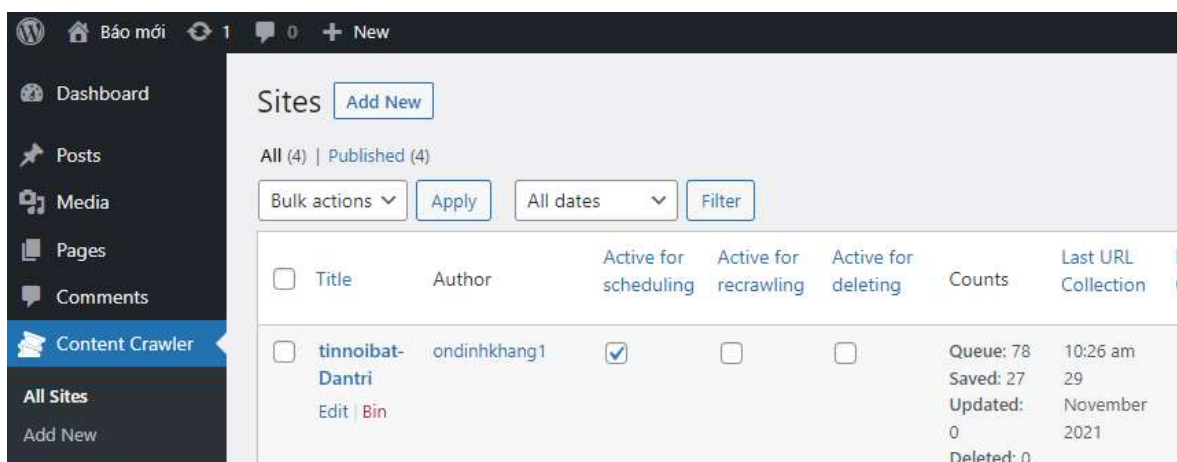 Báo mới 1 0 New
Dashboard
Posts
Media
Pages
Comments
Content Crawler
All Sites
Add New
Sites Add New
All (4) | Published (4)
Bulk actions Apply All dates Filter
Title Author Active for scheduling Active for recrawling Active for deleting Counts Last URL Collection
tinnoibat-
Dantri
Edit | Bin
ondinhkhang1
Queue: 78
Saved: 27
Updated:
0
Deleted: 0
10:26 am
29
November
2021